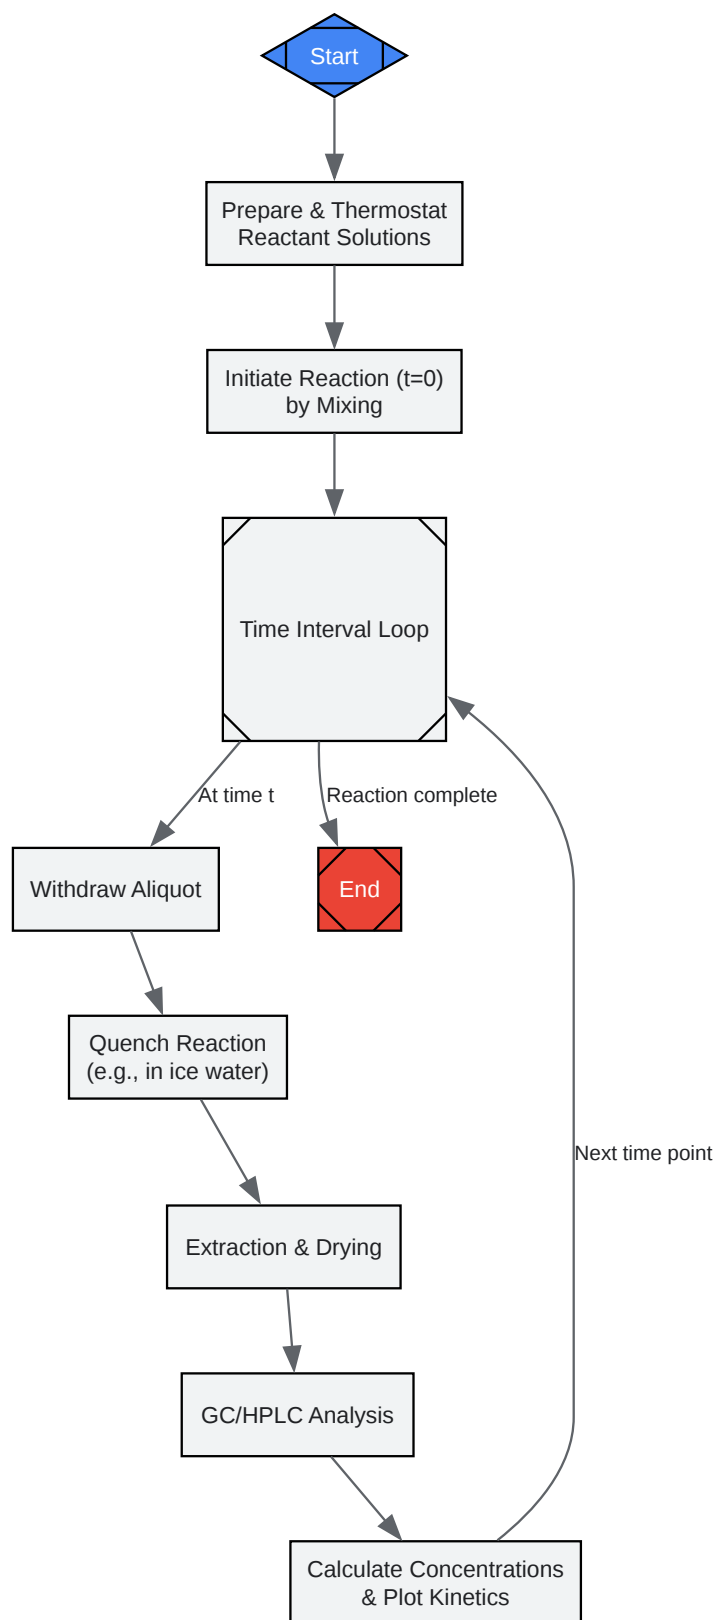 Start
Prepare & Thermostat
Reactant Solutions
Initiate Reaction (t=0)
by Mixing
Time Interval Loop
At time t
Reaction complete
Withdraw Aliquot
End
Quench Reaction
(e.g., in ice water)
Next time point
Extraction & Drying
GC/HPLC Analysis
Calculate Concentrations
& Plot Kinetics